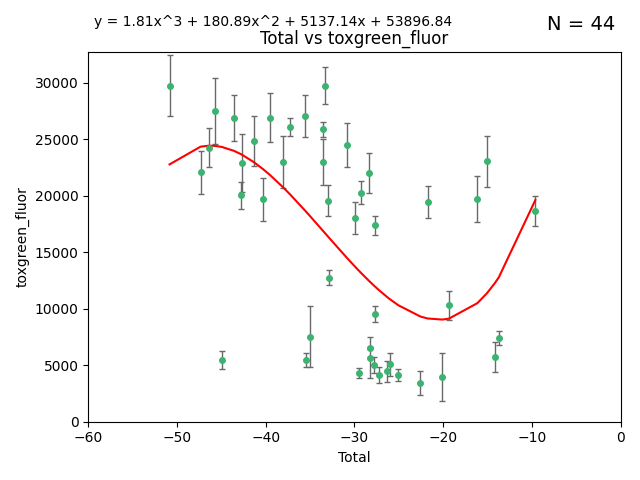 y = 1.81x^3 + 180.89x^2 + 5137.14x + 53896.84
N = 44
Total vs toxgreen_fluor
30000
25000
20000
15000
10000
5000
0
toxgreen_fluor
−60 −50 −40 −30 −20 −10 0
Total